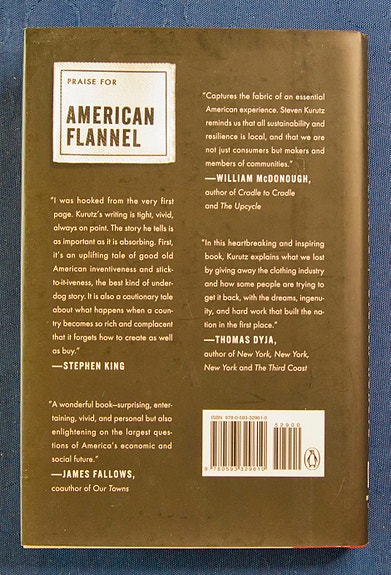 PRAISE FOR
AMERICAN
FLANNEL
"I was hooked from the very first
page. Kurutz's writing is tight, vivid,
always on point. The story he tells is
as important as it is absorbing. First,
it's an uplifting tale of good old
American inventiveness and stick-
to-it-iveness, the best kind of under-
dog story. It is also a cautionary tale
about what happens when a coun-
try becomes so rich and complacent
that it forgets how to create as well
as buy."
—STEPHEN KING
"A wonderful book—surprising, enter-
taining, vivid, and personal but also
enlightening on the largest ques-
tions of America's economic and
social future."
—JAMES FALLOWS,
coauthor of Our Towns
"Captures the fabric of an essential
American experience. Steven Kurutz
reminds us that all sustainability and
resilience is local, and that we are
not just consumers but makers and
members of communities."
—WILLIAM McDONOUGH,
author of Cradle to Cradle
and The Upcycle
"In this heartbreaking and inspiring
book, Kurutz explains what we lost
by giving away the clothing industry
and how some people are trying to
get it back, with the dreams, ingenu-
ity, and hard work that built the na-
tion in the first place."
—THOMAS DYJA,
author of New York, New York,
New York and The Third Coast
ISBN 978-0-593-32961-0
52900
9 780593 329610